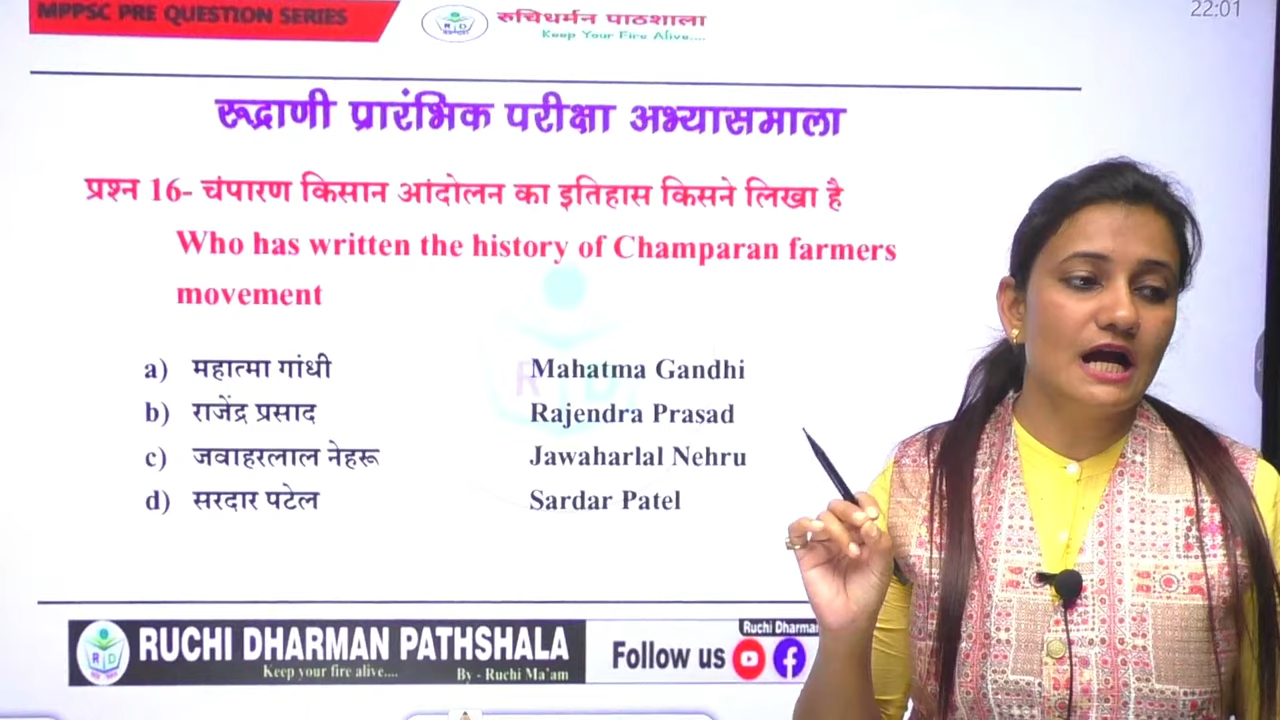 MPPSC PRE QUESTION SERIES
रुचिधर्मन पाठशाला
Keep Your Fire Alive....
22:01
रूद्राणी प्रारंभिक परीक्षा अभ्यासमाला
प्रश्न 16- चंपारण किसान आंदोलन का इतिहास किसने लिखा है
Who has written the history of Champaran farmers
movement
a) महात्मा गांधी Mahatma Gandhi
b) राजेंद्र प्रसाद Rajendra Prasad
c) जवाहरलाल नेहरू Jawaharlal Nehru
d) सरदार पटेल Sardar Patel
RUCHI DHARMAN PATHSHALA
Keep your fire alive.... By - Ruchi Ma'am
Follow us
Ruchi Dharman